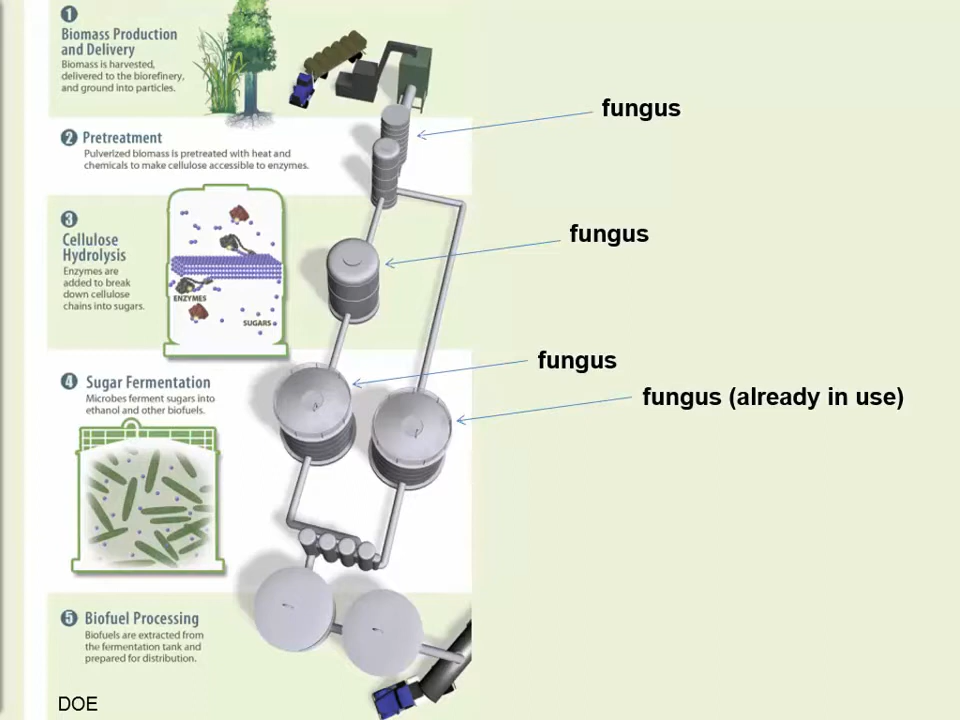 1
Biomass Production
and Delivery
Biomass is harvested,
delivered to the biorefinery,
and ground into particles.
fungus
2 Pretreatment
Pulverized biomass is pretreated with heat and
chemicals to make cellulose accessible to enzymes.
3
Cellulose
Hydrolysis
Enzymes are
added to break
down cellulose
chains into sugars.
ENZYMES
SUGARS
fungus
fungus
fungus (already in use)
4 Sugar Fermentation
Microbes ferment sugars into
ethanol and other biofuels.
5 Biofuel Processing
Biofuels are extracted from
the fermentation tank and
prepared for distribution.
DOE